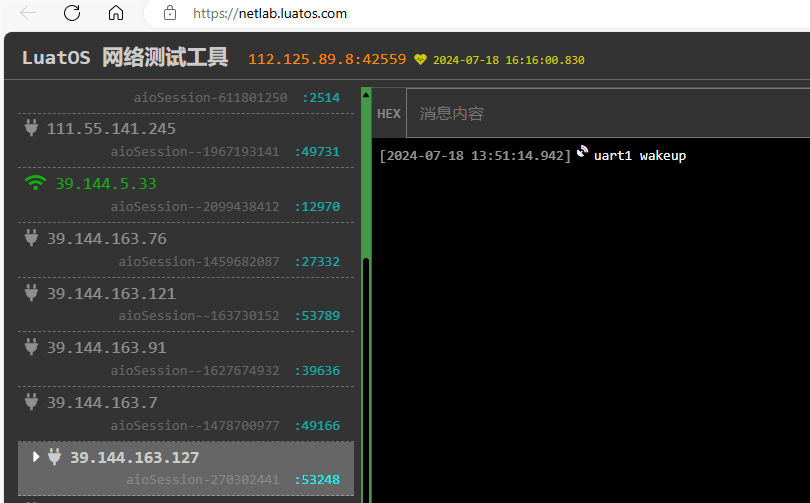 https://netlab.luatos.com
LuatOS 网络测试工具 112.125.89.8:42559 2024-07-18 16:16:00.830
aioSession-611801250 :2514
111.55.141.245
aioSession--1967193141 :49731
39.144.5.33
aioSession--2099438412 :12970
39.144.163.76
aioSession-1459682087 :27332
39.144.163.121
aioSession--163730152 :53789
39.144.163.91
aioSession--1627674932 :39636
39.144.163.7
aioSession--1478700977 :49166
39.144.163.127
aioSession-270302441 :53248
HEX 消息内容
[2024-07-18 13:51:14.942] uart1 wakeup